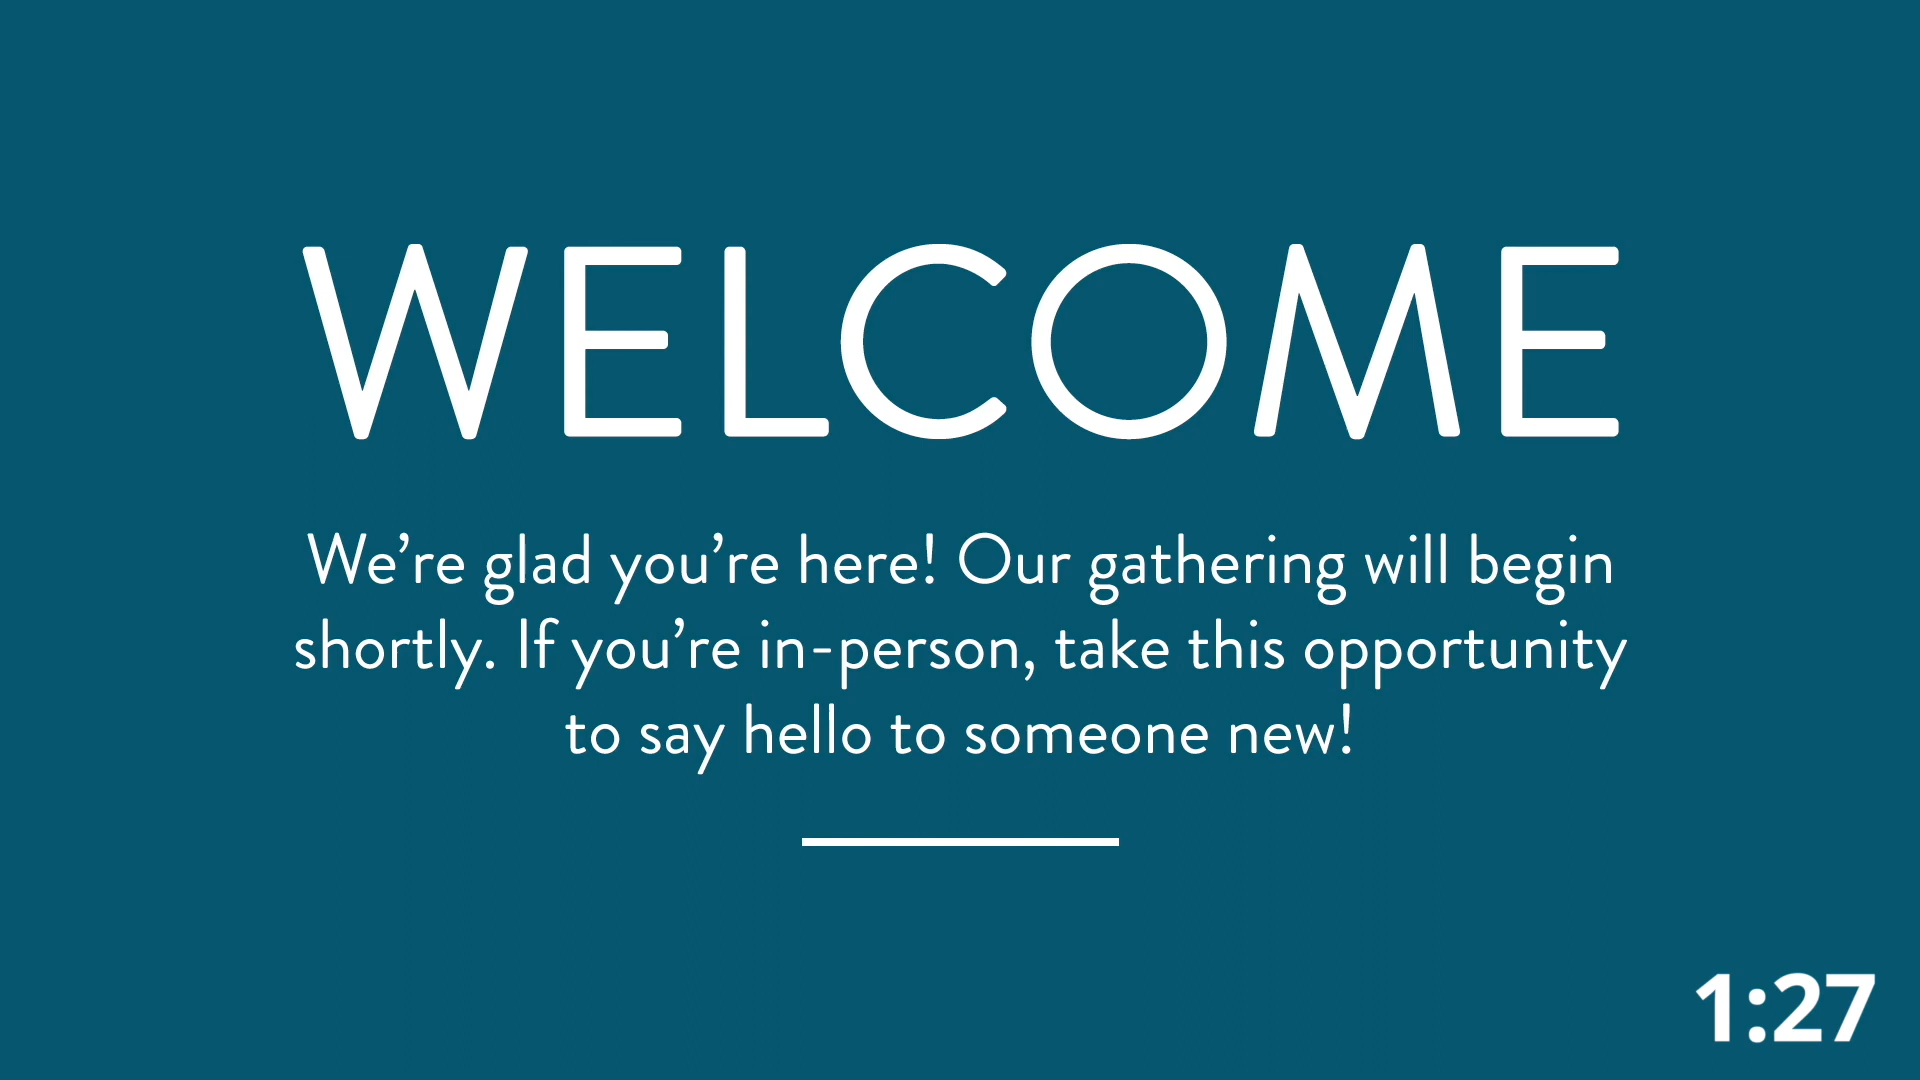 WELCOME
We’re glad you’re here! Our gathering will begin
shortly. If you’re in-person, take this opportunity
to say hello to someone new!
1:27